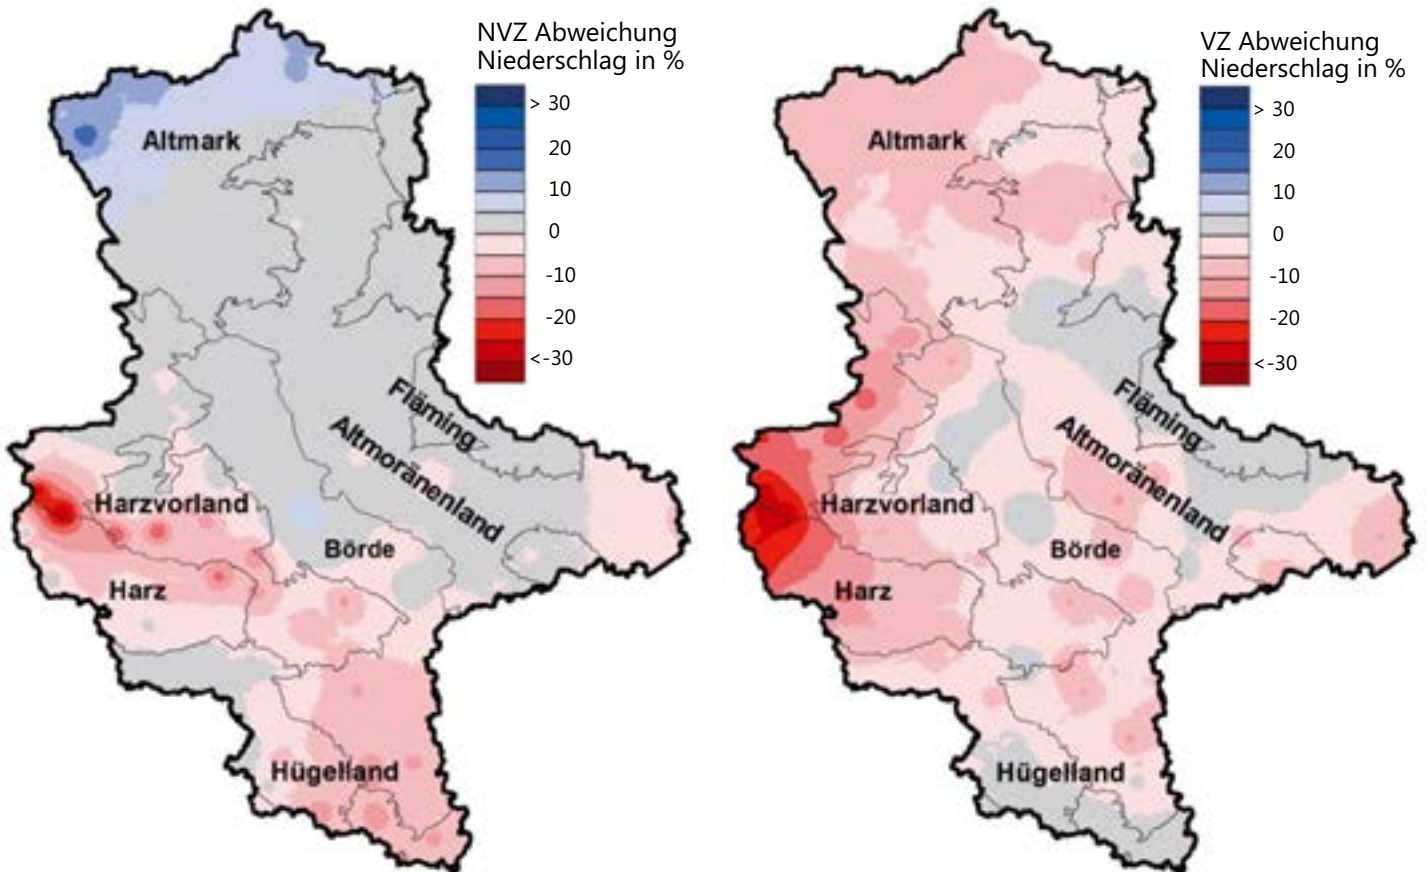 NVZ Abweichung
Niederschlag in %
> 30
20
10
0
-10
-20
<-30
Altmark
Fläming
Altmoränenland
Harzvorland
Börde
Harz
Hügelland
VZ Abweichung
Niederschlag in %
> 30
20
10
0
-10
-20
<-30
Altmark
Fläming
Altmoränenland
Harzvorland
Börde
Harz
Hügelland